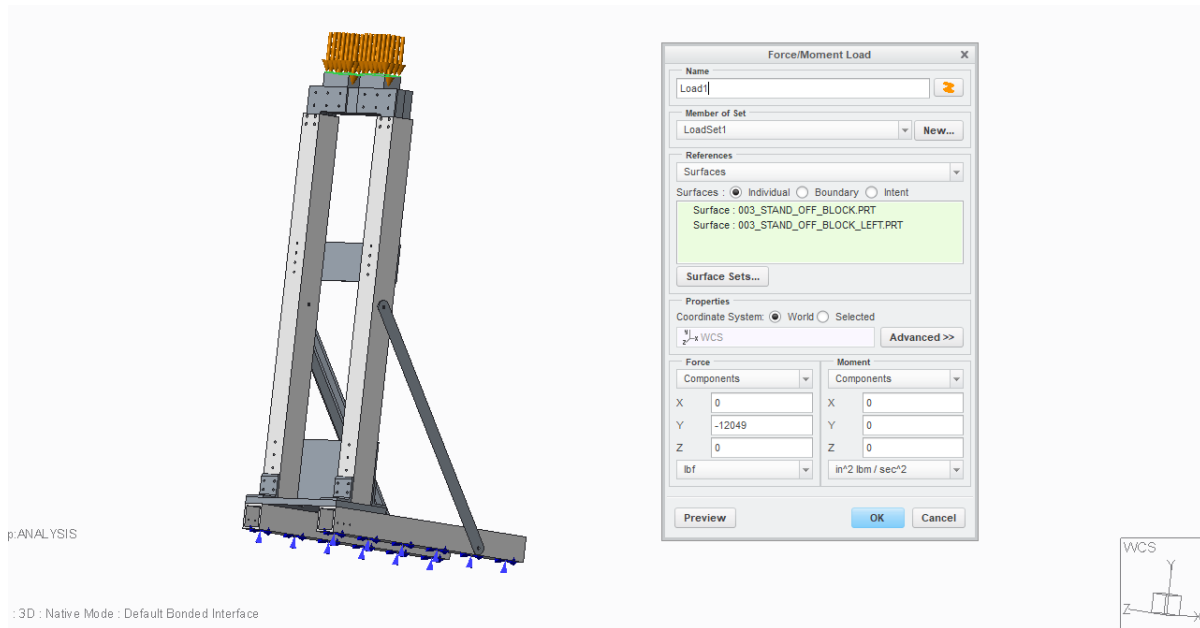 Force/Moment Load
Name
Load1
Member of Set
LoadSet1
New...
References
Surfaces
Surfaces : Individual Boundary Intent
Surface : 003_STAND_OFF_BLOCK.PRT
Surface : 003_STAND_OFF_BLOCK_LEFT.PRT
Surface Sets...
Properties
Coordinate System: World Selected
WCS
Advanced >>
Force
Moment
Components
Components
X 0
X 0
Y -12049
Y 0
Z 0
Z 0
lbf
in^2 lbm / sec^2
Preview
OK
Cancel
p:ANALYSIS
: 3D : Native Mode : Default Bonded Interface
WCS
Y
Z
X